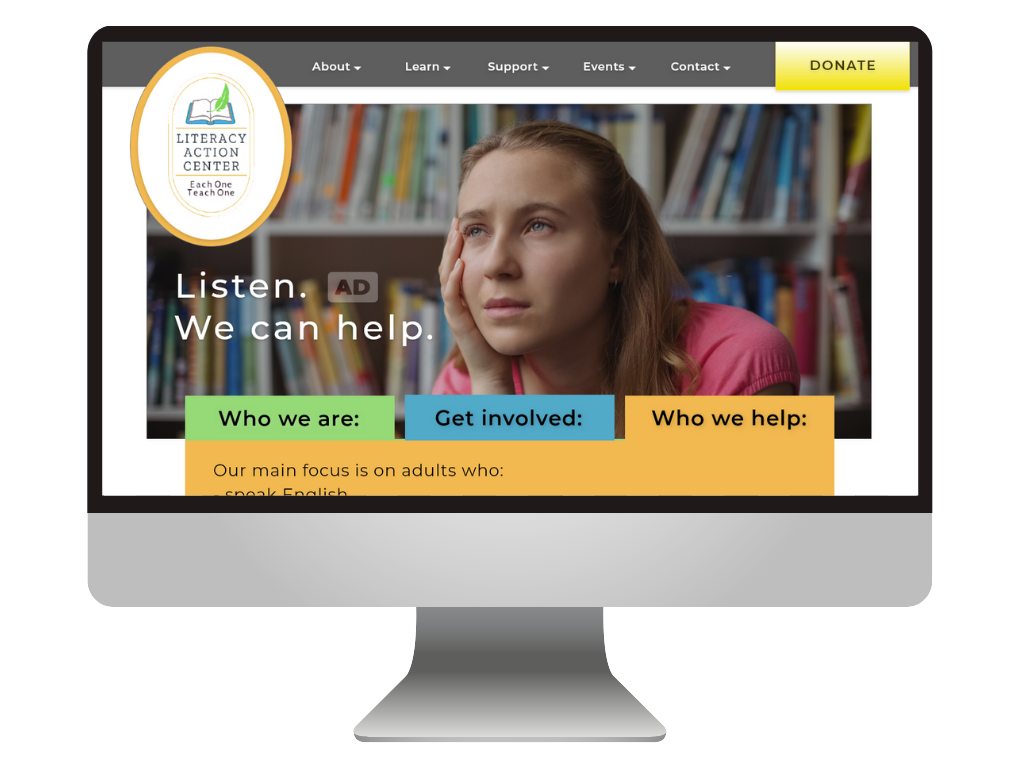 About
Learn
Support
Events
Contact
DONATE
LITERACY
ACTION
CENTER
Each One
Teach One
Listen. AD
We can help.
Who we are:
Get involved:
Who we help:
Our main focus is on adults who:
- speak English